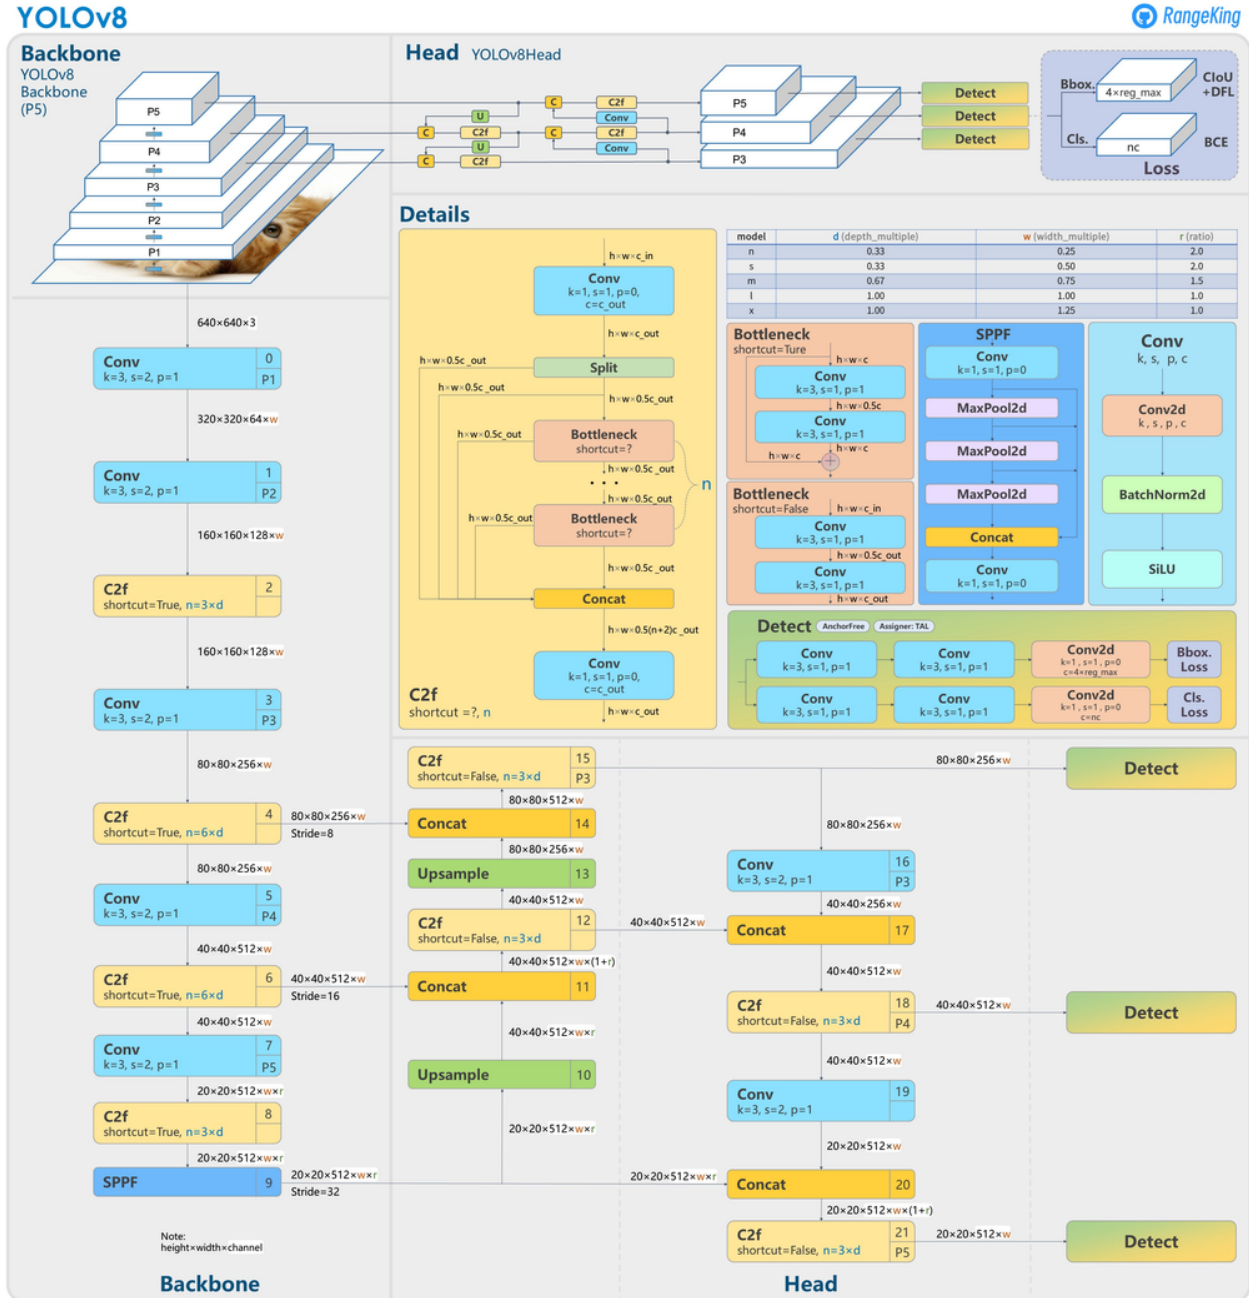 YOLOv8
RangeKing
Backbone
YOLOv8
Backbone
(P5)
P5
P4
P3
P2
P1
Head YOLOv8Head
C
C2f
U
Conv
C
C2f
C
C2f
U
Conv
C
C2f
P5
P4
P3
Detect
Detect
Detect
Bbox.
4×reg_max
CIoU
+DFL
Cls.
nc
BCE
Loss
Details
h×w×c_in
Conv
k=1, s=1, p=0,
c=c_out
h×w×c_out
h×w×0.5c_out
Split
h×w×0.5c_out
h×w×0.5c_out
h×w×0.5c_out
Bottleneck
shortcut=?
h×w×0.5c_out
. . .
n
h×w×0.5c_out
h×w×0.5c_out
Bottleneck
shortcut=?
h×w×0.5c_out
Concat
h×w×0.5(n+2)c_out
Conv
k=1, s=1, p=0,
c=c_out
h×w×c_out
C2f
shortcut =?, n
model d (depth_multiple) w (width_multiple) r (ratio)
n 0.33 0.25 2.0
s 0.33 0.50 2.0
m 0.67 0.75 1.5
l 1.00 1.00 1.0
x 1.00 1.25 1.0
Bottleneck
shortcut=Ture
h×w×c
Conv
k=3, s=1, p=1
h×w×0.5c
Conv
k=3, s=1, p=1
h×w×c
h×w×c
Bottleneck
shortcut=False
h×w×c_in
Conv
k=3, s=1, p=1
h×w×0.5c_out
Conv
k=3, s=1, p=1
h×w×c_out
SPPF
Conv
k=1, s=1, p=0
MaxPool2d
MaxPool2d
MaxPool2d
Concat
Conv
k=1, s=1, p=0
Conv
k, s, p, c
Conv2d
k, s, p, c
BatchNorm2d
SiLU
Detect AnchorFree Assigner: TAL
Conv
k=3, s=1, p=1
Conv
k=3, s=1, p=1
Conv2d
k=1, s=1, p=0
c=4×reg_max
Bbox.
Loss
Conv
k=3, s=1, p=1
Conv
k=3, s=1, p=1
Conv2d
k=1, s=1, p=0
c=nc
Cls.
Loss
640×640×3
Conv
k=3, s=2, p=1
0
P1
320×320×64×w
Conv
k=3, s=2, p=1
1
P2
160×160×128×w
C2f
shortcut=True, n=3×d
2
160×160×128×w
Conv
k=3, s=2, p=1
3
P3
80×80×256×w
C2f
shortcut=True, n=6×d
4
80×80×256×w
Stride=8
80×80×256×w
Conv
k=3, s=2, p=1
5
P4
40×40×512×w
C2f
shortcut=True, n=6×d
6
40×40×512×w
Stride=16
40×40×512×w
Conv
k=3, s=2, p=1
7
P5
20×20×512×w×r
C2f
shortcut=True, n=3×d
8
20×20×512×w×r
SPPF
9
20×20×512×w×r
Stride=32
Note:
height×width×channel
Backbone
C2f
shortcut=False, n=3×d
15
P3
80×80×512×w
Concat
14
80×80×256×w
Upsample
13
40×40×512×w
C2f
shortcut=False, n=3×d
12
40×40×512×w
40×40×512×w×(1+r)
Concat
11
40×40×512×w×r
Upsample
10
20×20×512×w×r
80×80×256×w
Detect
80×80×256×w
Conv
k=3, s=2, p=1
16
P3
40×40×256×w
Concat
17
40×40×512×w
C2f
shortcut=False, n=3×d
18
P4
40×40×512×w
Detect
40×40×512×w
Conv
k=3, s=2, p=1
19
20×20×512×w
20×20×512×w×r
Concat
20
20×20×512×w×(1+r)
C2f
shortcut=False, n=3×d
21
P5
20×20×512×w
Detect
Head